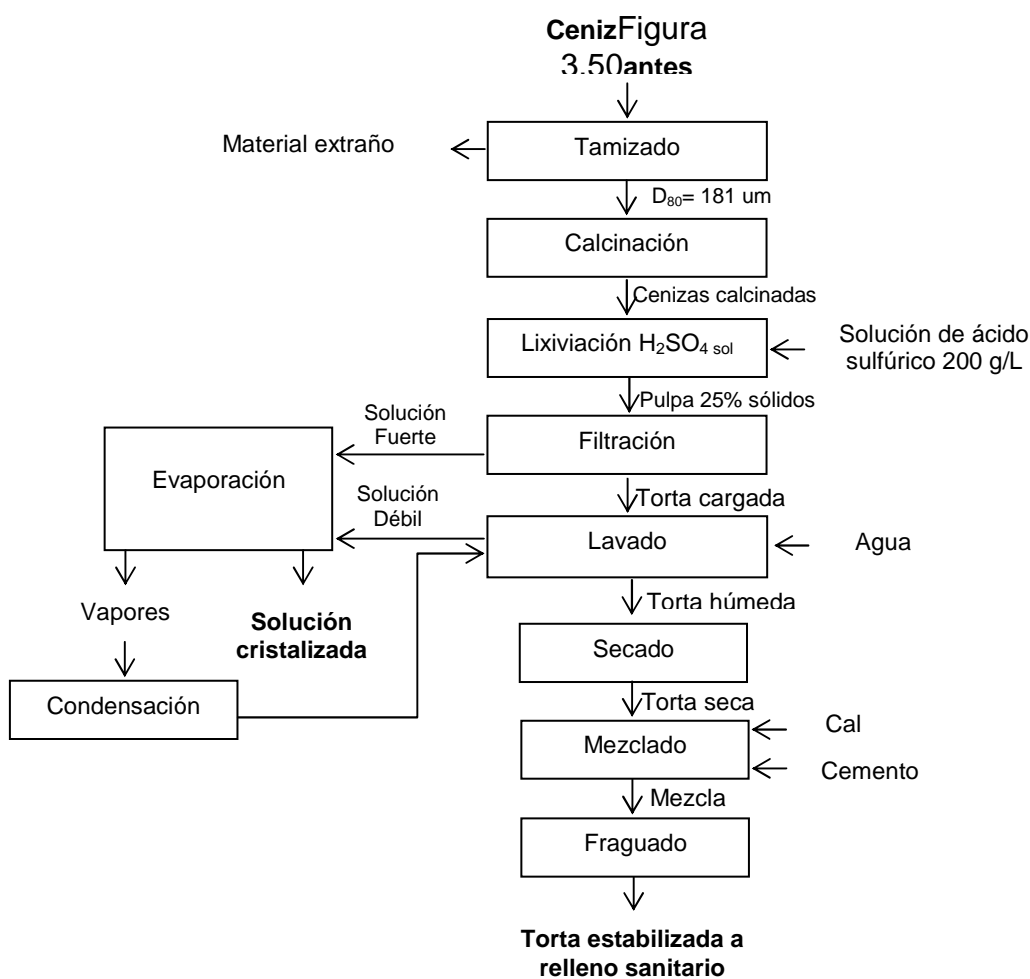 CenizFigura
3.50antes
Material extraño
Tamizado
D80= 181 um
Calcinación
Cenizas calcinadas
Lixiviación H2SO4 sol
Solución de ácido
sulfúrico 200 g/L
Pulpa 25% sólidos
Solución
Fuerte
Filtración
Evaporación
Torta cargada
Solución
Débil
Lavado
Agua
Vapores
Solución
cristalizada
Torta húmeda
Secado
Condensación
Torta seca
Mezclado
Cal
Cemento
Mezcla
Fraguado
Torta estabilizada a
relleno sanitario